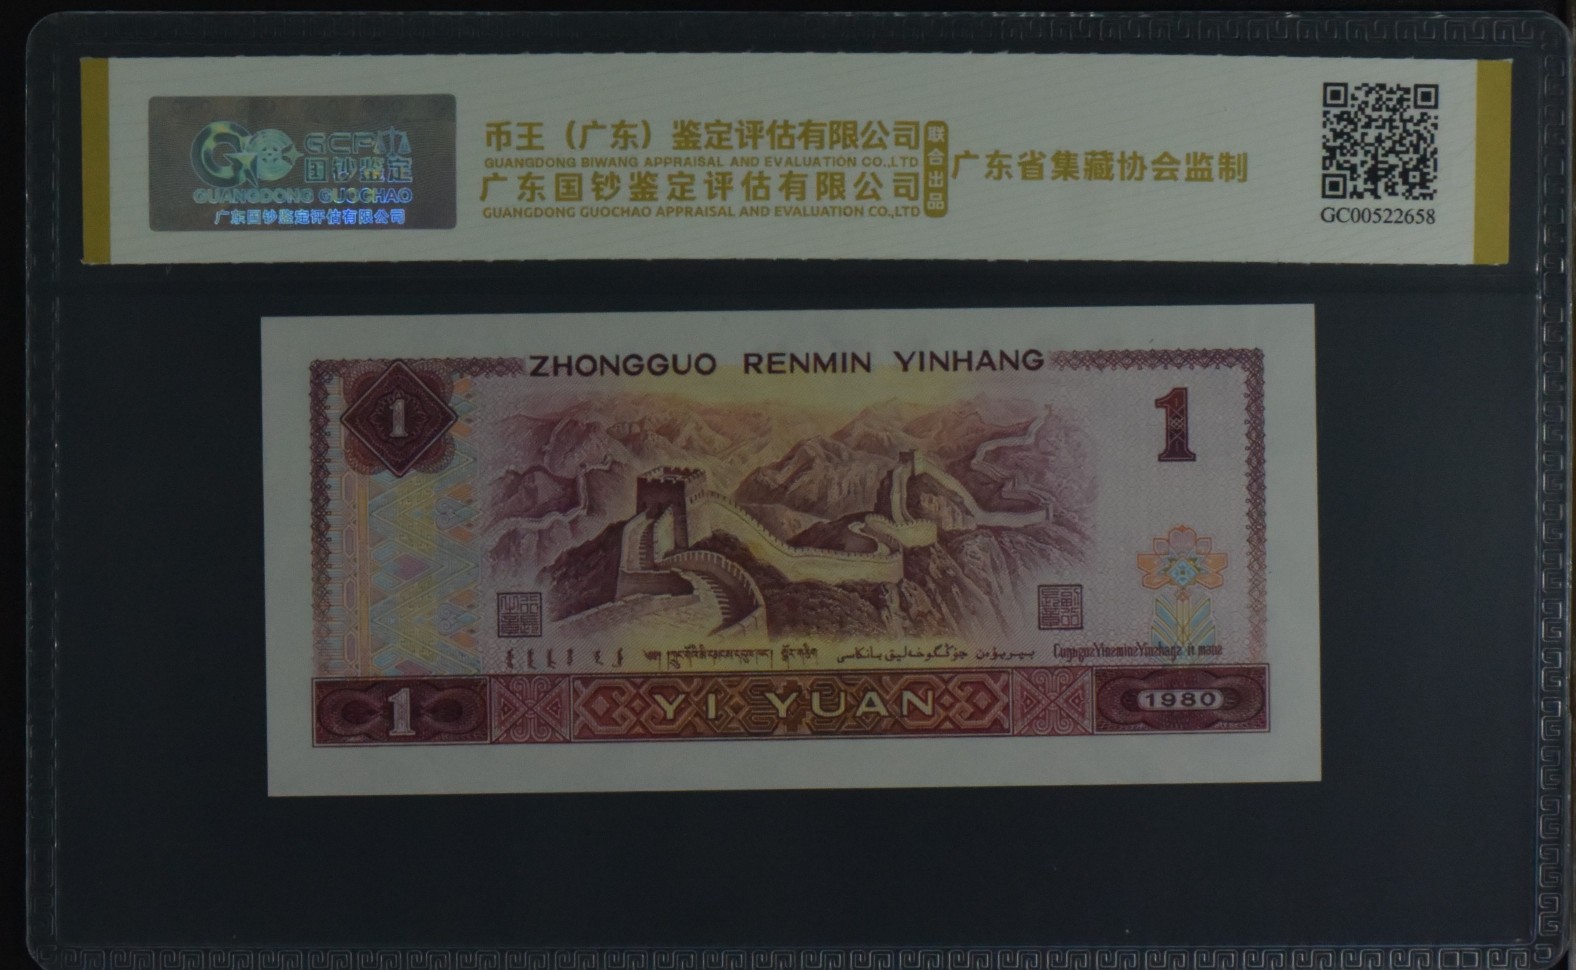 GCP
国钞鉴定
GUANGDONG GUOCHAO
广东国钞鉴定评估有限公司
币王（广东）鉴定评估有限公司
GUANGDONG BIWANG APPRAISAL AND EVALUATION CO.,LTD
广东国钞鉴定评估有限公司
GUANGDONG GUOCHAO APPRAISAL AND EVALUATION CO.,LTD
联合出品
广东省集藏协会监制
GC00522658
ZHONGGUO RENMIN YINHANG
1
1
1
YI YUAN
1980